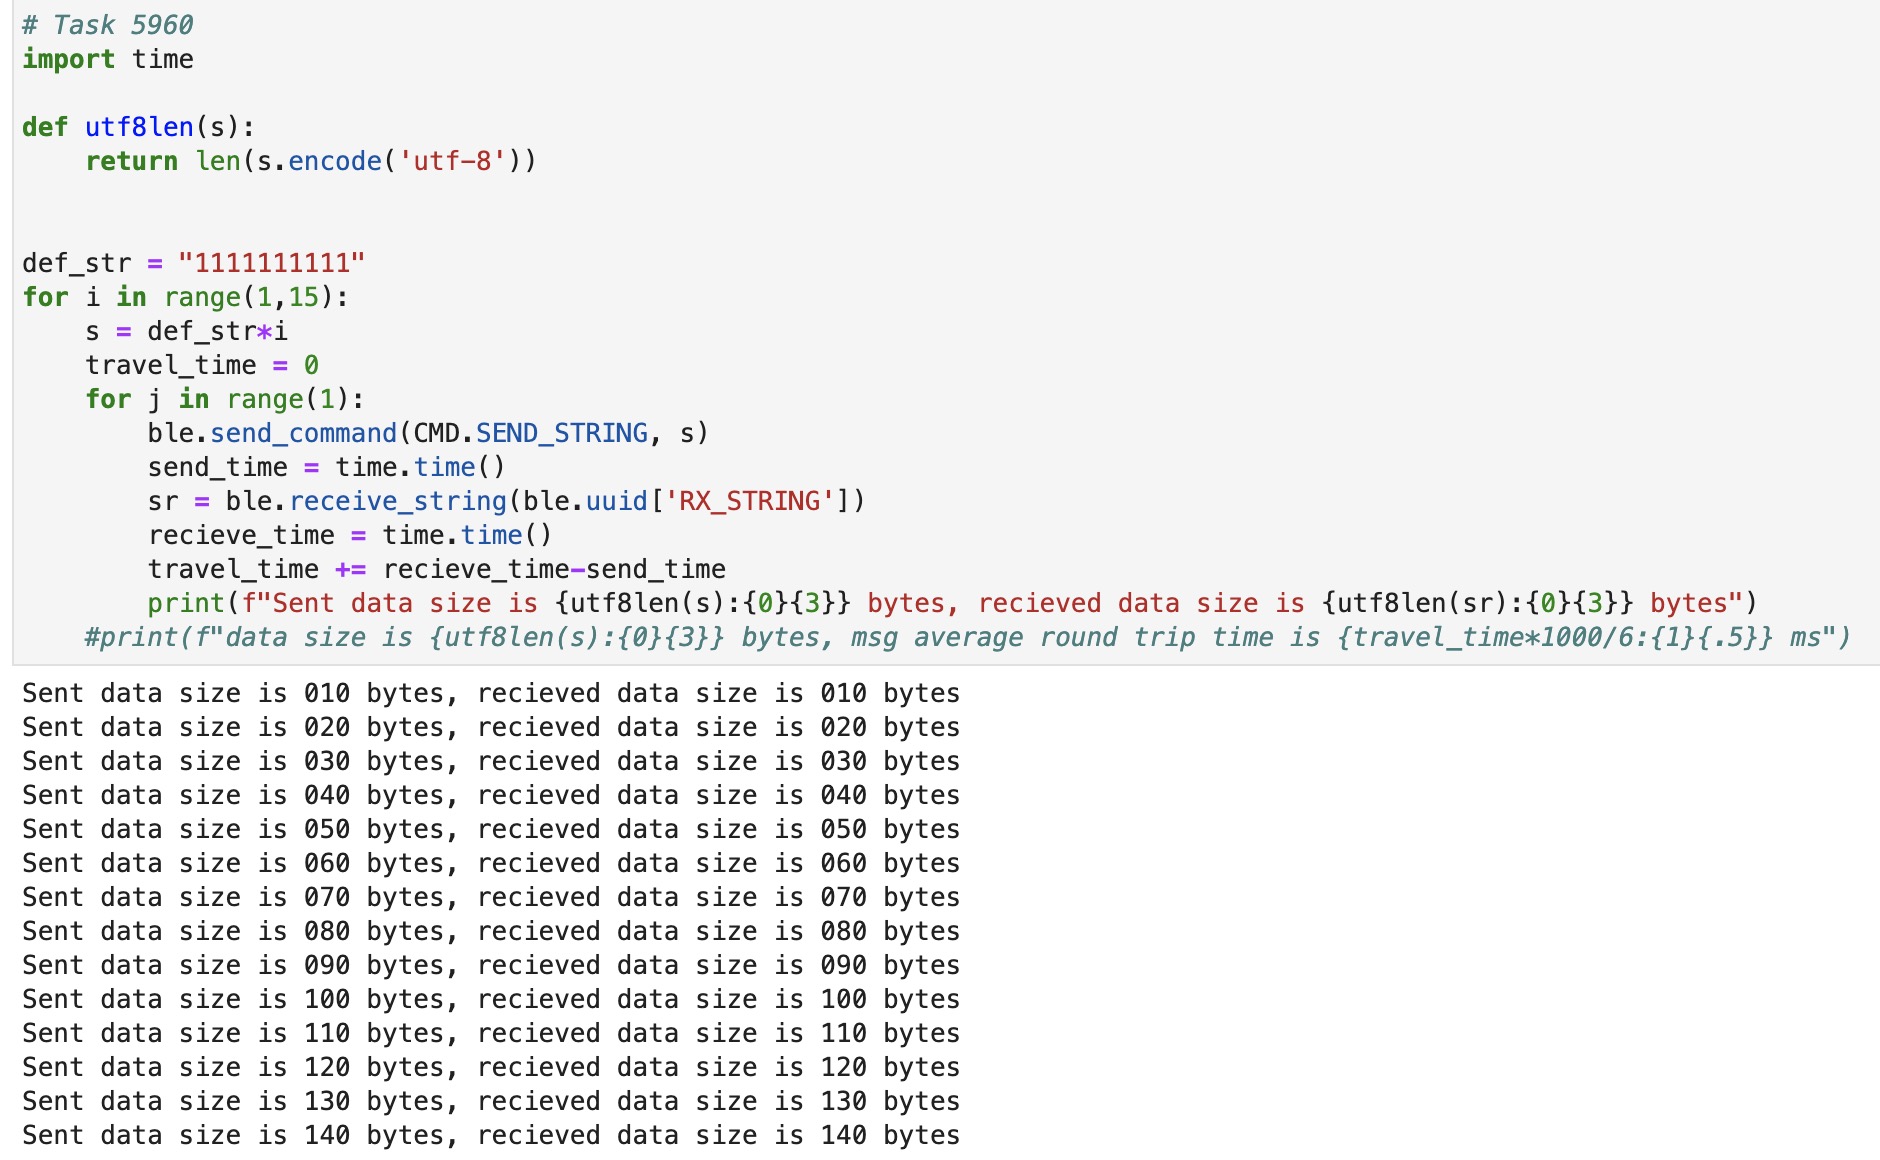 # Task 5960
import time
def utf8len(s):
    return len(s.encode('utf-8'))
def_str = "1111111111"
for i in range(1,15):
    s = def_str*i
    travel_time = 0
    for j in range(1):
        ble.send_command(CMD.SEND_STRING, s)
        send_time = time.time()
        sr = ble.receive_string(ble.uuid['RX_STRING'])
        recieve_time = time.time()
        travel_time += recieve_time-send_time
        print(f"Sent data size is {utf8len(s):{0}{3}} bytes, recieved data size is {utf8len(sr):{0}{3}} bytes")
    #print(f"data size is {utf8len(s):{0}{3}} bytes, msg average round trip time is {travel_time*1000/6:{1}{.5}} ms")
Sent data size is 010 bytes, recieved data size is 010 bytes
Sent data size is 020 bytes, recieved data size is 020 bytes
Sent data size is 030 bytes, recieved data size is 030 bytes
Sent data size is 040 bytes, recieved data size is 040 bytes
Sent data size is 050 bytes, recieved data size is 050 bytes
Sent data size is 060 bytes, recieved data size is 060 bytes
Sent data size is 070 bytes, recieved data size is 070 bytes
Sent data size is 080 bytes, recieved data size is 080 bytes
Sent data size is 090 bytes, recieved data size is 090 bytes
Sent data size is 100 bytes, recieved data size is 100 bytes
Sent data size is 110 bytes, recieved data size is 110 bytes
Sent data size is 120 bytes, recieved data size is 120 bytes
Sent data size is 130 bytes, recieved data size is 130 bytes
Sent data size is 140 bytes, recieved data size is 140 bytes